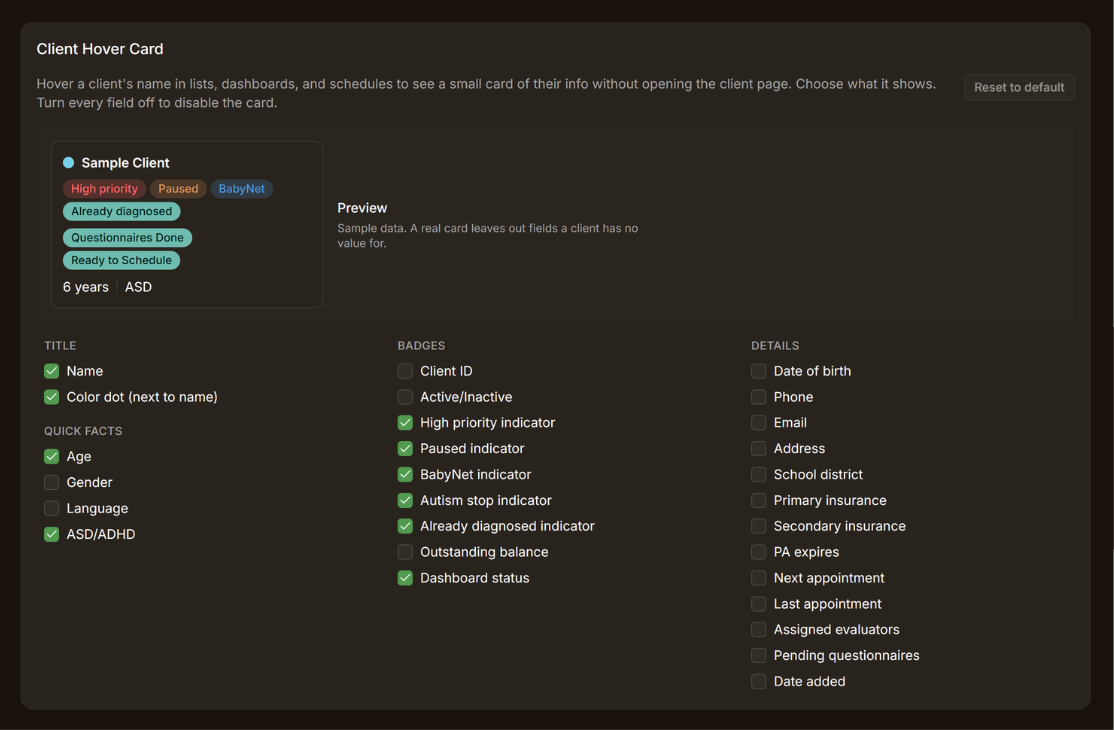 Client Hover Card
Hover a client's name in lists, dashboards, and schedules to see a small card of their info without opening the client page. Choose what it shows.
Turn every field off to disable the card.
Reset to default
Sample Client
High priority Paused BabyNet
Already diagnosed
Questionnaires Done
Ready to Schedule
6 years ASD
Preview
Sample data. A real card leaves out fields a client has no
value for.
TITLE
Name
Color dot (next to name)
QUICK FACTS
Age
Gender
Language
ASD/ADHD
BADGES
Client ID
Active/Inactive
High priority indicator
Paused indicator
BabyNet indicator
Autism stop indicator
Already diagnosed indicator
Outstanding balance
Dashboard status
DETAILS
Date of birth
Phone
Email
Address
School district
Primary insurance
Secondary insurance
PA expires
Next appointment
Last appointment
Assigned evaluators
Pending questionnaires
Date added